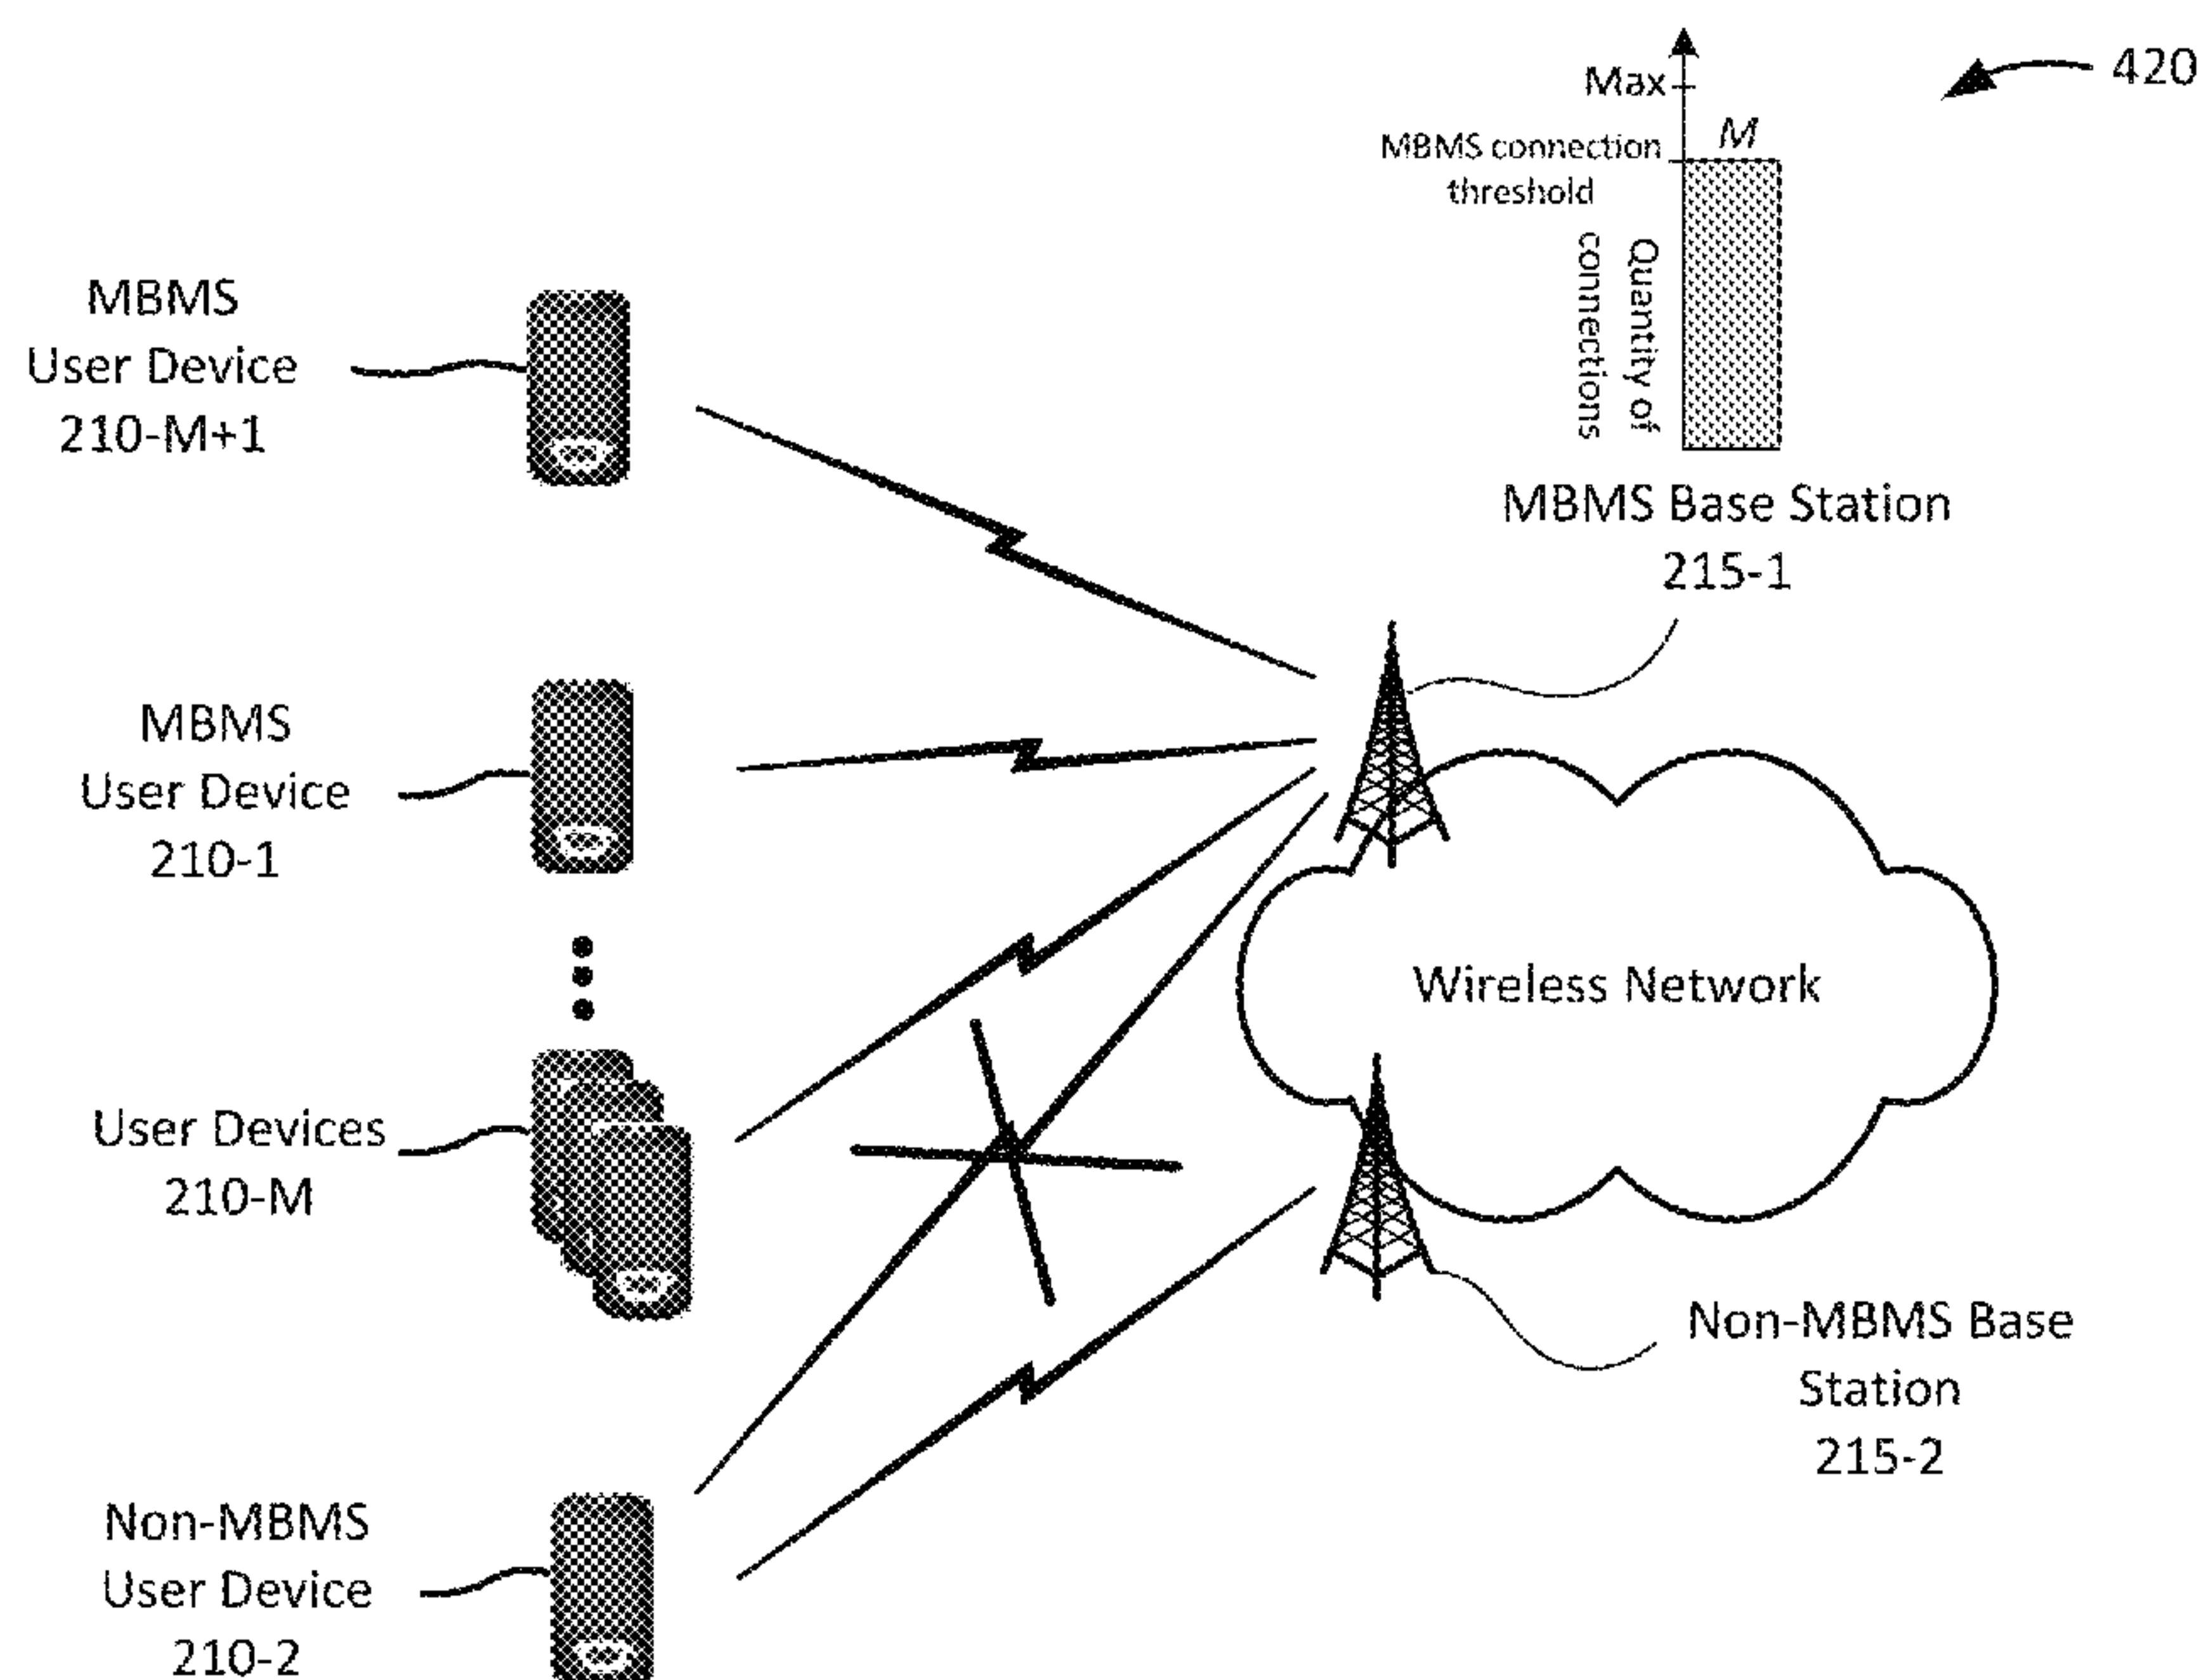 420
Max
M
MBMS connection
threshold
Quantity of
connections
MBMS Base Station
215-1
MBMS
User Device
210-M+1
MBMS
User Device
210-1
Wireless Network
User Devices
210-M
Non-MBMS Base
Station
215-2
Non-MBMS
User Device
210-2